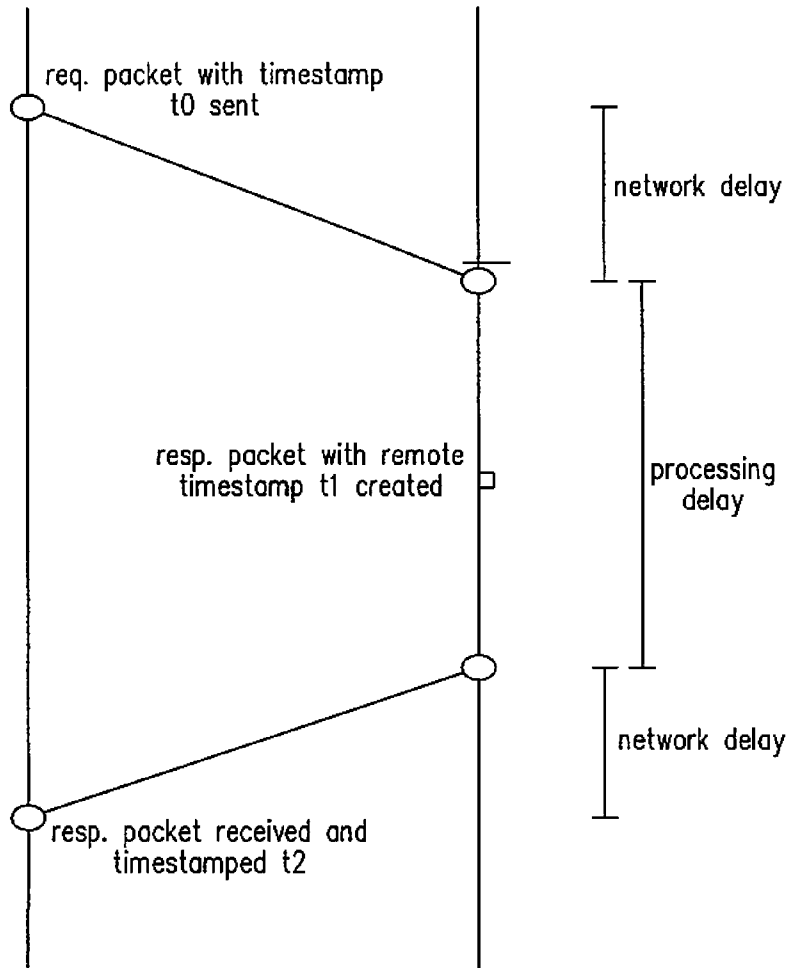 req. packet with timestamp
t0 sent
network delay
resp. packet with remote
timestamp t1 created
processing
delay
network delay
resp. packet received and
timestamped t2